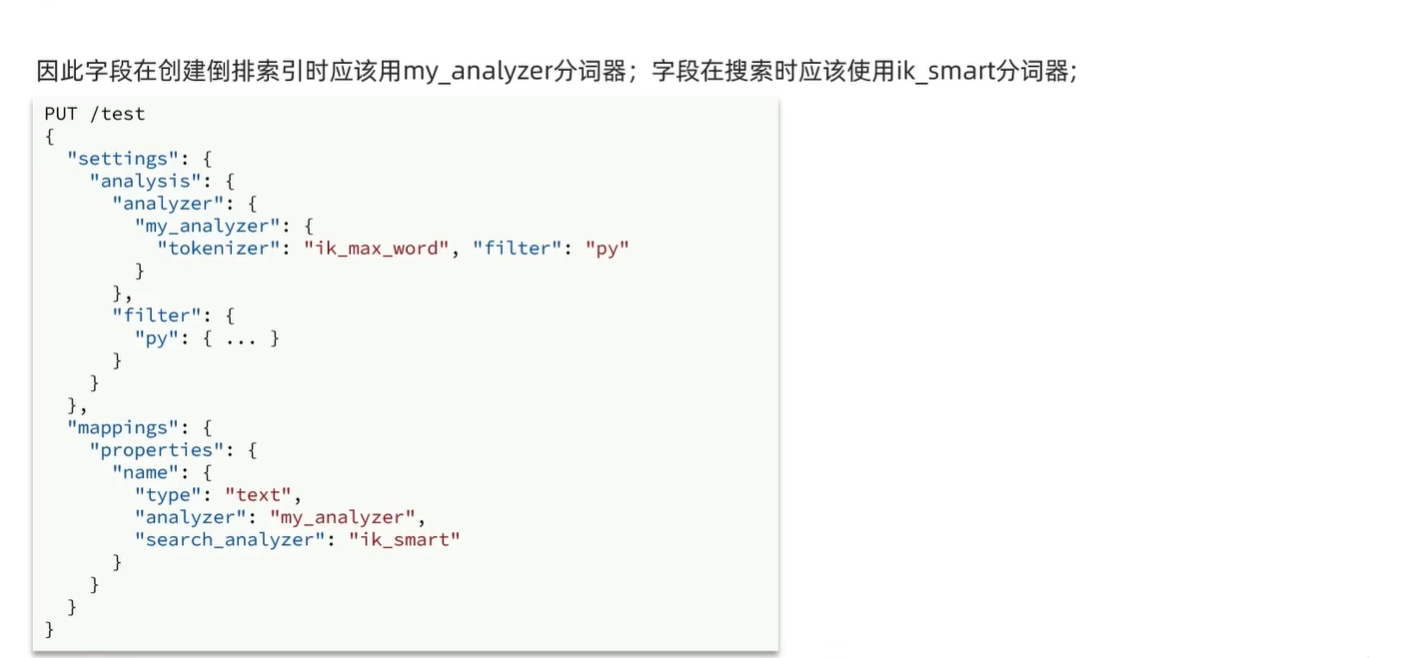 因此字段在创建倒排索引时应该用my_analyzer分词器；字段在搜索时应该使用ik_smart分词器;
PUT /test
{
  "settings": {
    "analysis": {
      "analyzer": {
        "my_analyzer": {
          "tokenizer": "ik_max_word", "filter": "py"
        }
      },
      "filter": {
        "py": { ... }
      }
    }
  },
  "mappings": {
    "properties": {
      "name": {
        "type": "text",
        "analyzer": "my_analyzer",
        "search_analyzer": "ik_smart"
      }
    }
  }
}